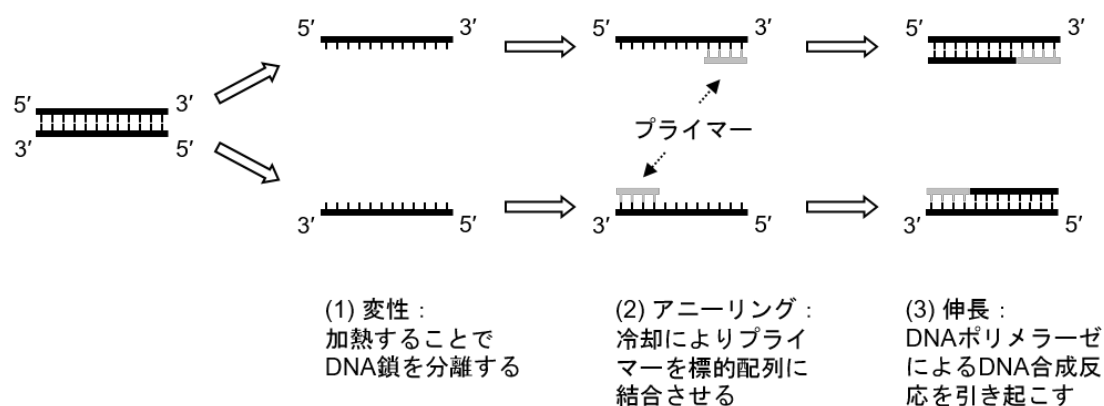 5′
3′
3′
5′
5′
3′
5′
3′
5′
3′
プライマー
3′
5′
3′
5′
3′
5′
(1) 変性：
加熱することで
DNA鎖を分離する
(2) アニーリング：
冷却によりプライ
マーを標的配列に
結合させる
(3) 伸長：
DNAポリメラーゼ
によるDNA合成反
応を引き起こす